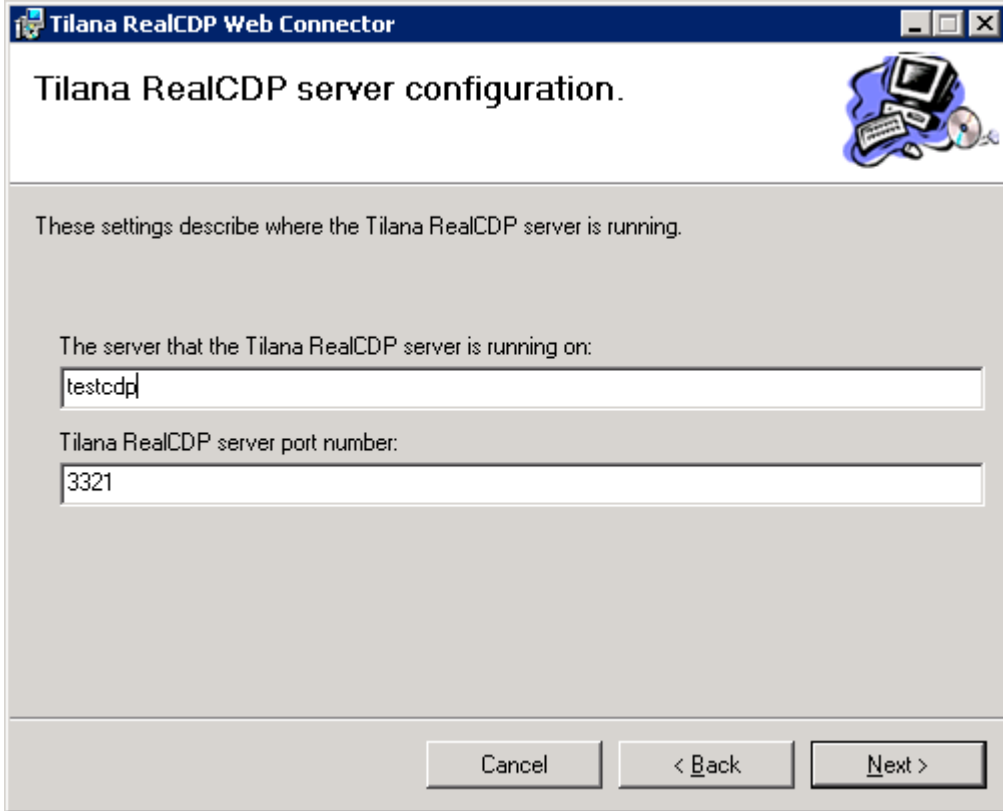 Tilana RealCDP Web Connector
Tilana RealCDP server configuration.
These settings describe where the Tilana RealCDP server is running.
The server that the Tilana RealCDP server is running on:
testcdp
Tilana RealCDP server port number:
3321
Cancel
< Back
Next >